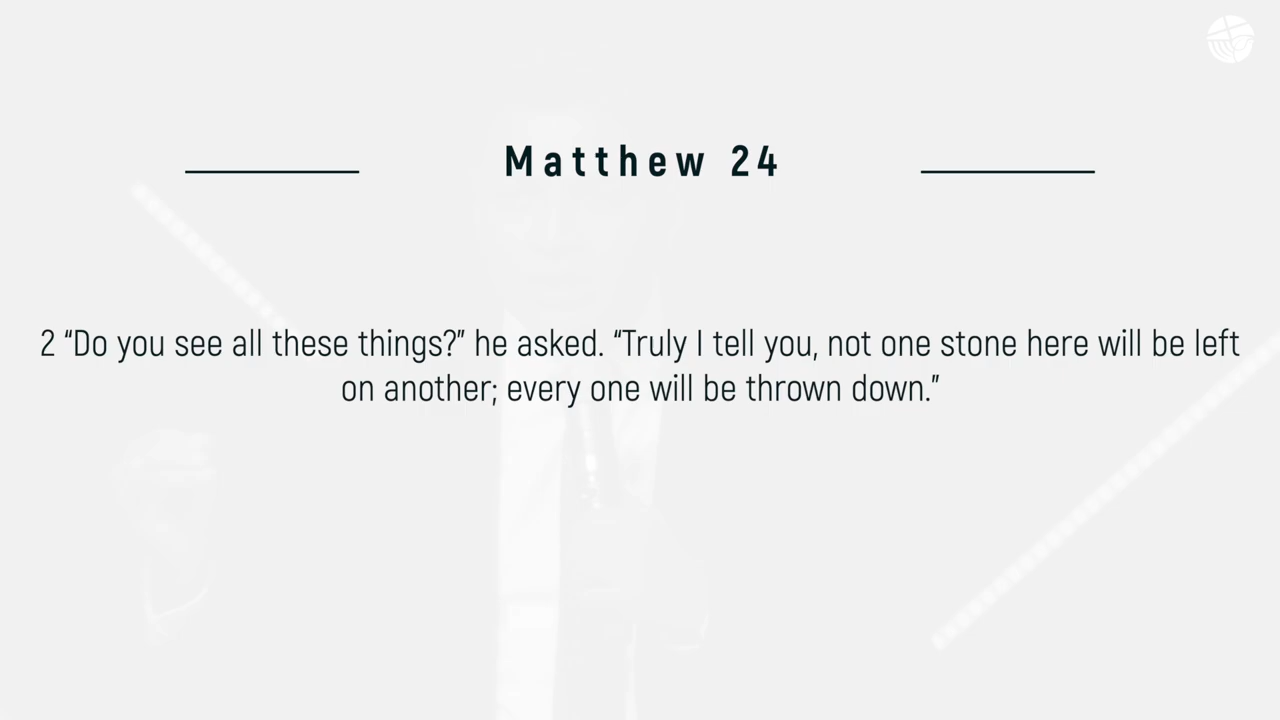 Matthew 24
2 “Do you see all these things?” he asked. “Truly I tell you, not one stone here will be left
on another; every one will be thrown down.”